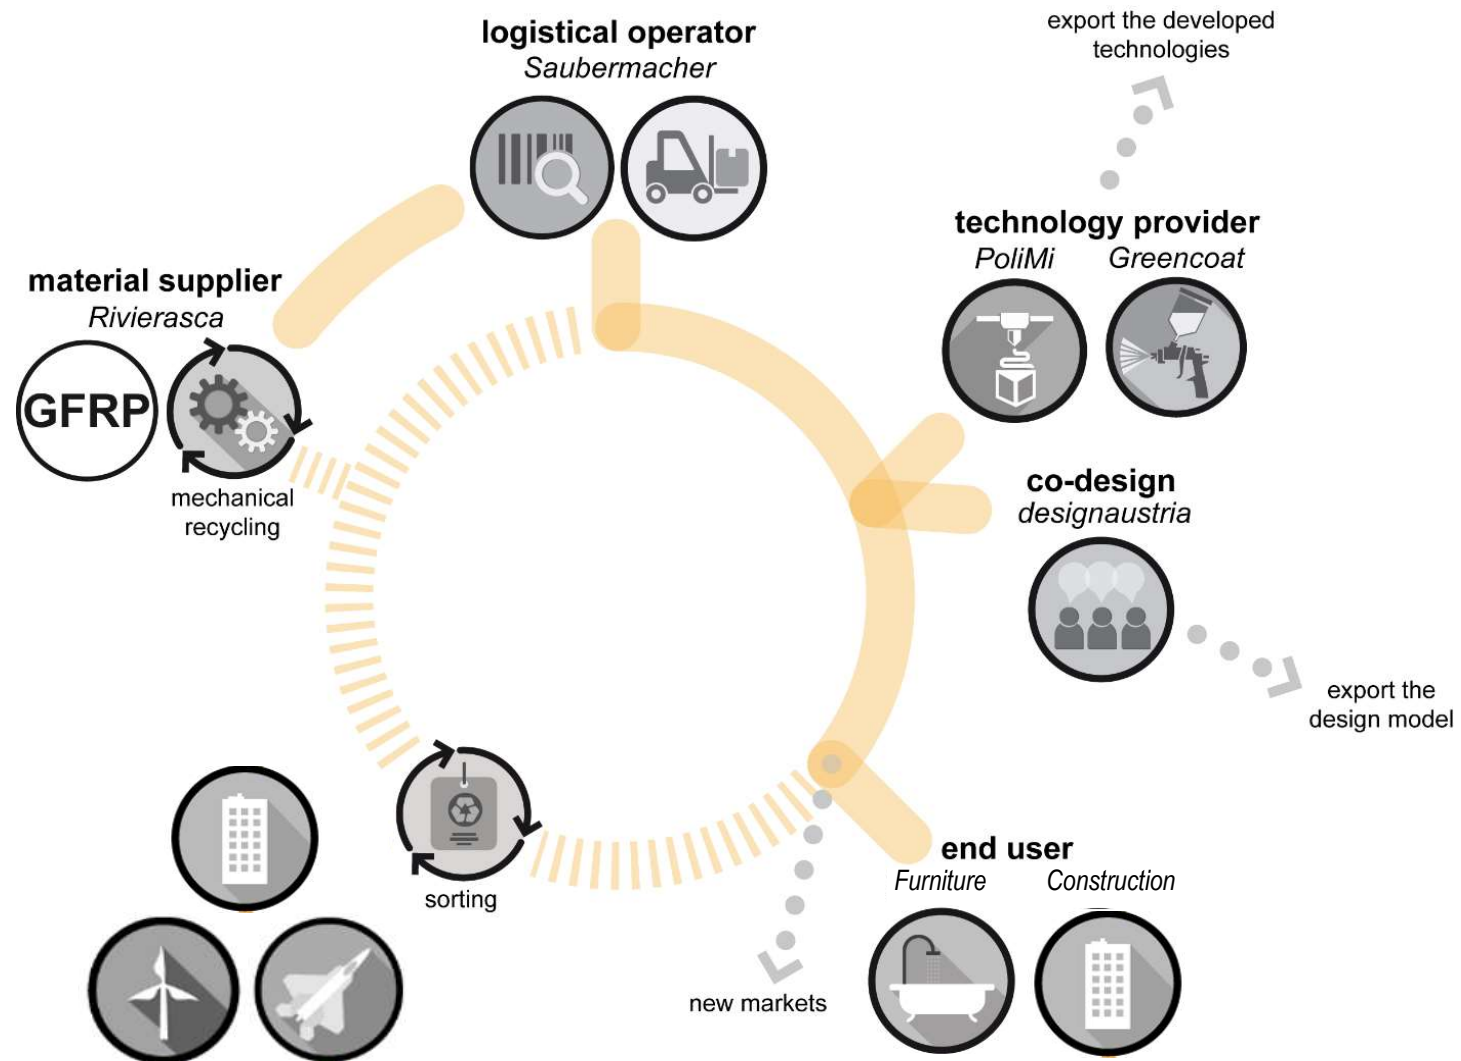 export the developed
technologies
logistical operator
Saubermacher
technology provider
PoliMi Greencoat
material supplier
Rivierasca
GFRP
mechanical
recycling
co-design
designaustria
export the
design model
sorting
end user
Furniture Construction
new markets